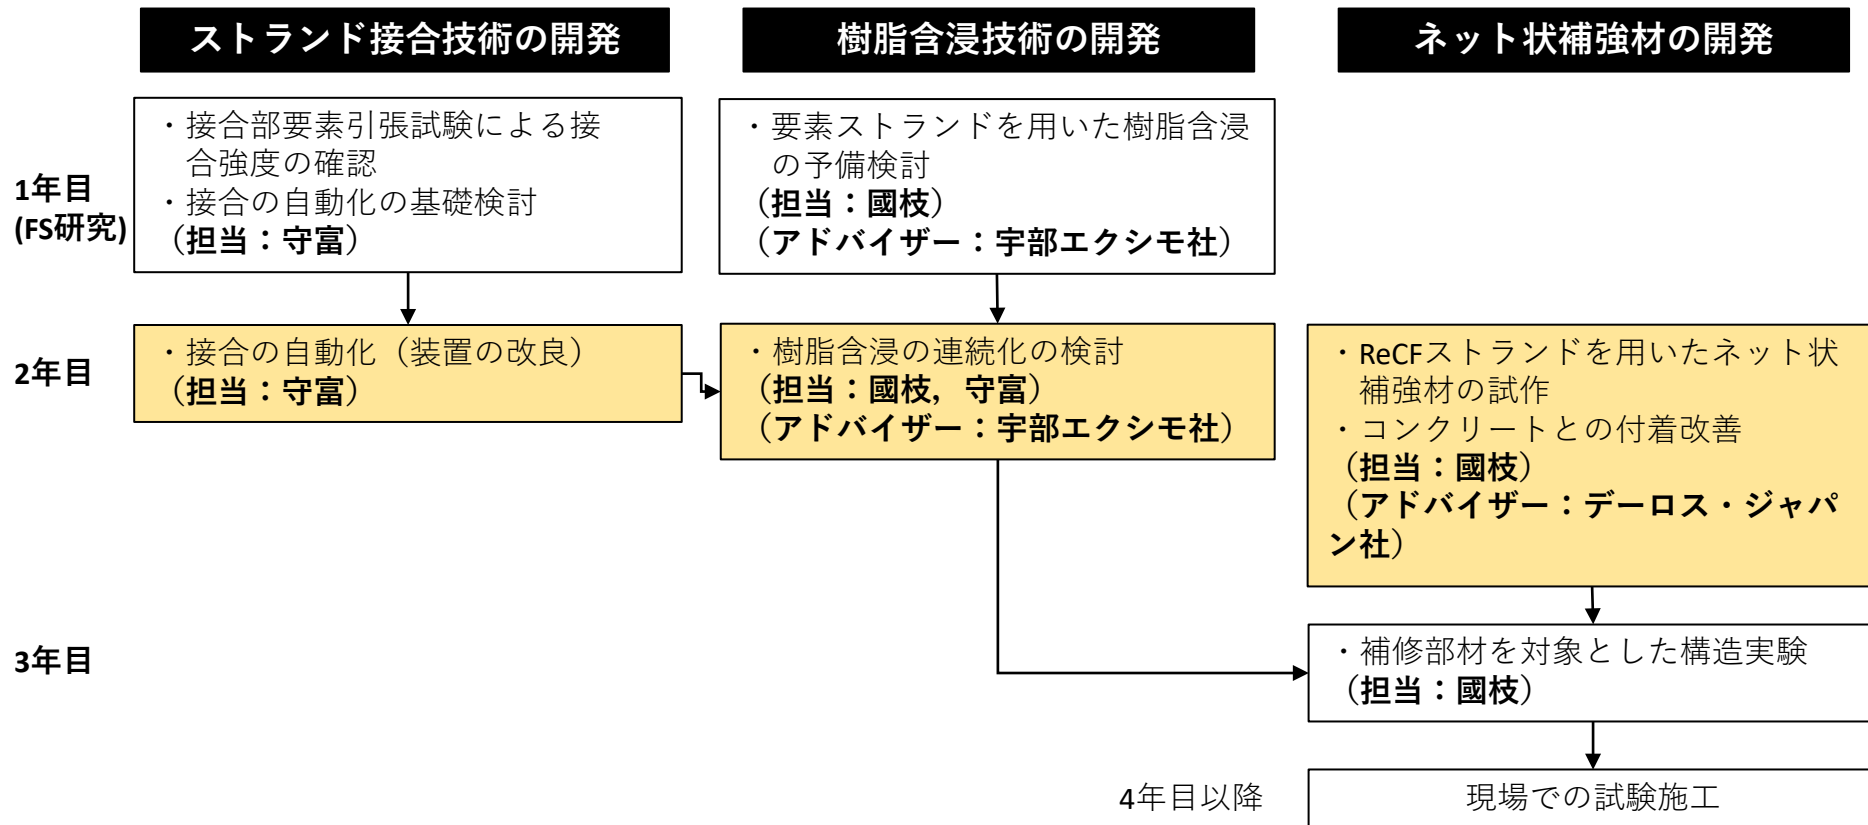 ストランド接合技術の開発
樹脂含浸技術の開発
ネット状補強材の開発
1年目
(FS研究)
・接合部要素引張試験による接
合強度の確認
・接合の自動化の基礎検討
（担当：守富）
・要素ストランドを用いた樹脂含浸
の予備検討
（担当：國枝）
（アドバイザー：宇部エクシモ社）
2年目
・接合の自動化（装置の改良）
（担当：守富）
・樹脂含浸の連続化の検討
（担当：國枝，守富）
（アドバイザー：宇部エクシモ社）
・ReCFストランドを用いたネット状
補強材の試作
・コンクリートとの付着改善
（担当：國枝）
（アドバイザー：デーロス・ジャパ
ン社）
3年目
・補修部材を対象とした構造実験
（担当：國枝）
4年目以降
現場での試験施工